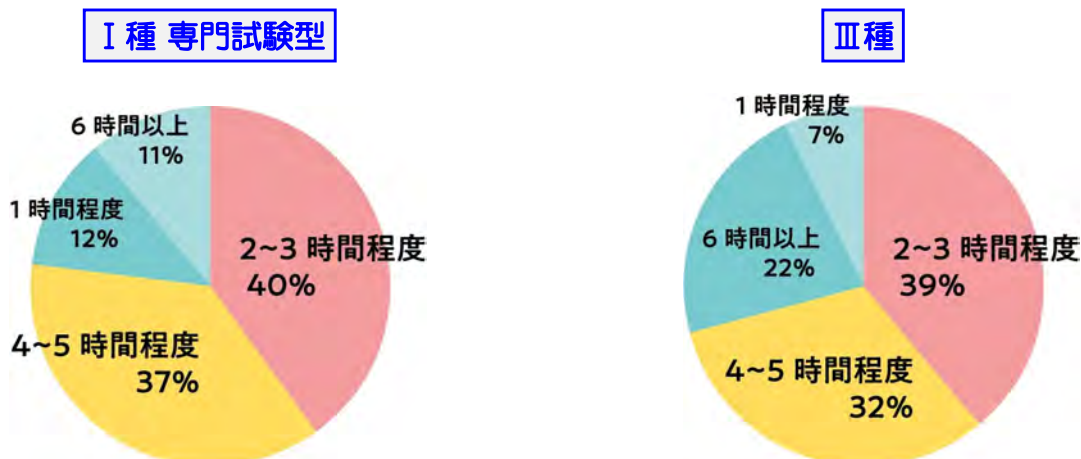 Ⅰ種 専門試験型
6時間以上
11%
1時間程度
12%
2~3時間程度
40%
4~5時間程度
37%
Ⅲ種
1時間程度
7%
6時間以上
22%
2~3時間程度
39%
4~5時間程度
32%